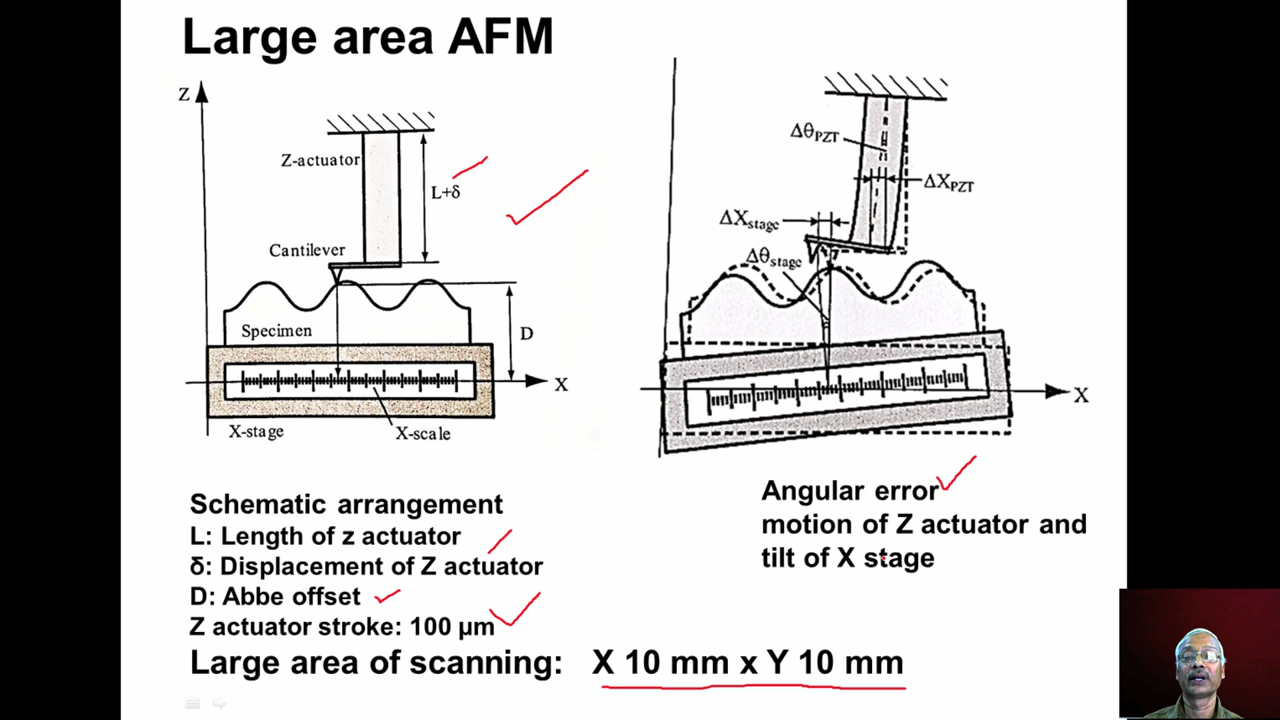 Large area AFM
Z
Z-actuator
L+δ
Cantilever
Specimen
D
X
X-stage
X-scale
ΔθPZT
ΔXPZT
ΔXstage
Δθstage
X
Schematic arrangement
L: Length of z actuator
δ: Displacement of Z actuator
D: Abbe offset
Z actuator stroke: 100 μm
Large area of scanning: X 10 mm x Y 10 mm
Angular error
motion of Z actuator and
tilt of X stage